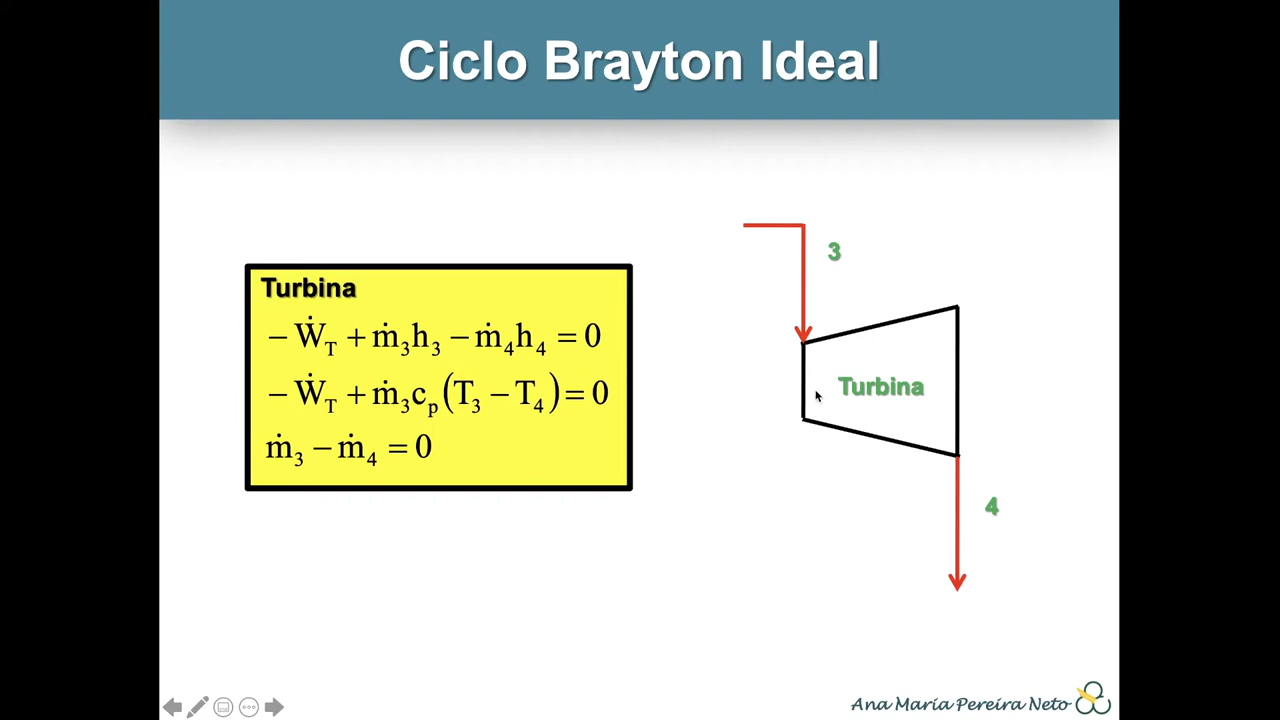 Ciclo Brayton Ideal
Turbina
− Ẇ_T + ṁ₃h₃ − ṁ₄h₄ = 0
− Ẇ_T + ṁ₃c_p(T₃ − T₄) = 0
ṁ₃ − ṁ₄ = 0
3
Turbina
4
Ana Maria Pereira Neto